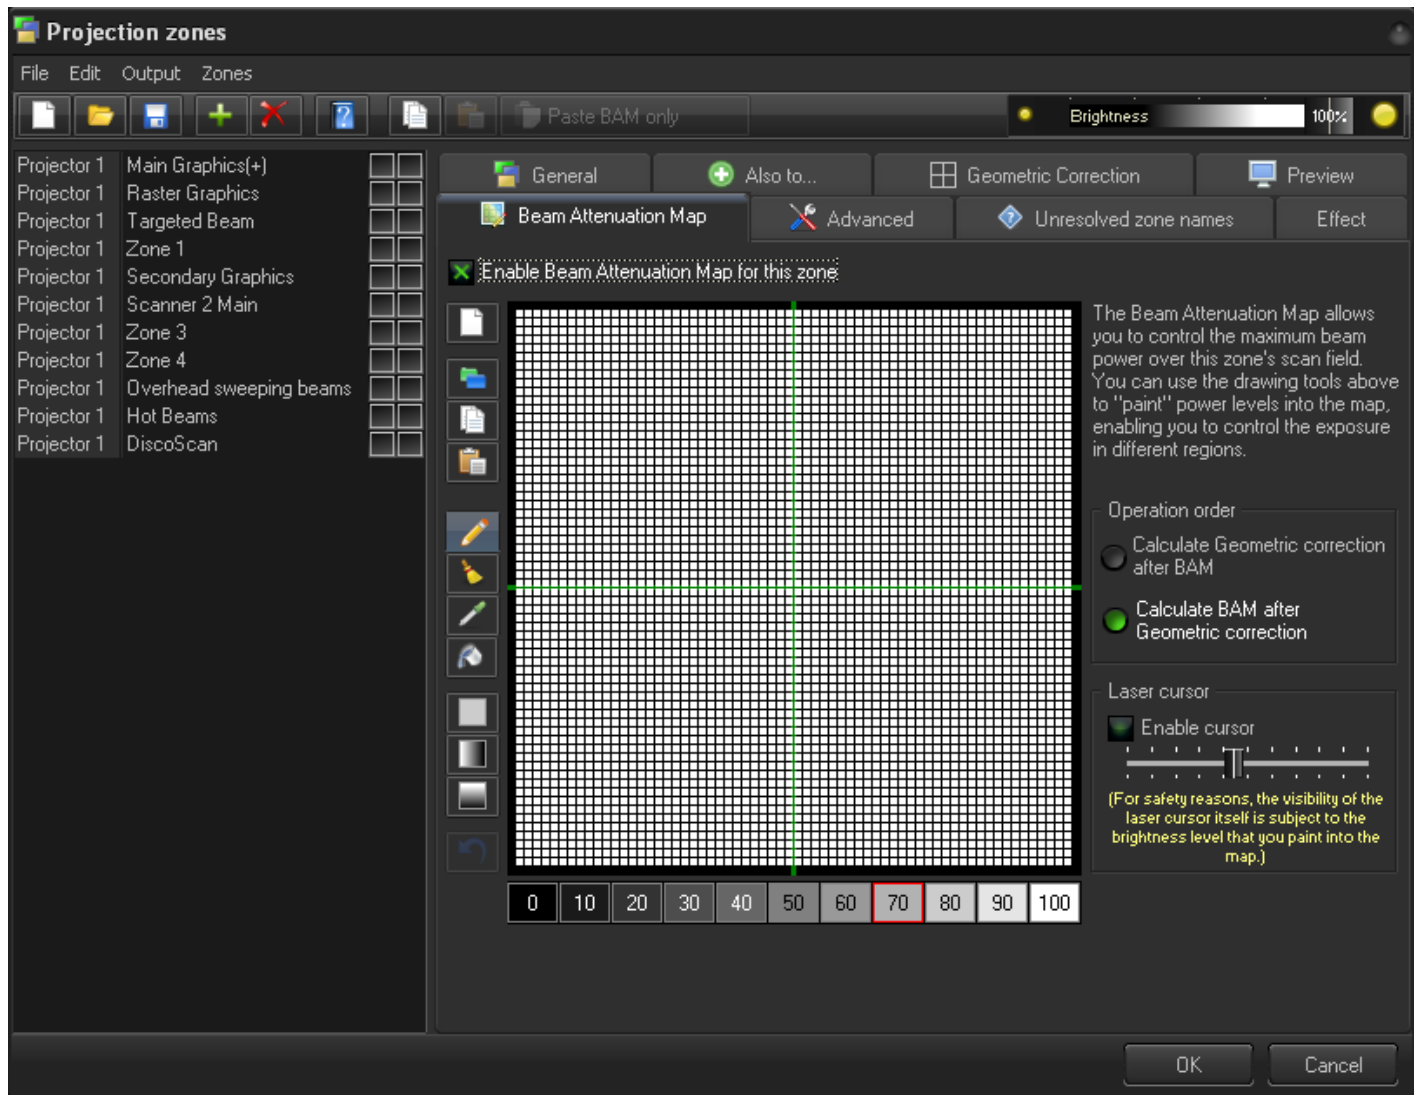 Projection zones
File Edit Output Zones
Paste BAM only
Brightness 100%
Projector 1 Main Graphics(+)
Projector 1 Raster Graphics
Projector 1 Targeted Beam
Projector 1 Zone 1
Projector 1 Secondary Graphics
Projector 1 Scanner 2 Main
Projector 1 Zone 3
Projector 1 Zone 4
Projector 1 Overhead sweeping beams
Projector 1 Hot Beams
Projector 1 DiscoScan
General Also to... Geometric Correction Preview
Beam Attenuation Map Advanced Unresolved zone names Effect
Enable Beam Attenuation Map for this zone
The Beam Attenuation Map allows
you to control the maximum beam
power over this zone's scan field.
You can use the drawing tools above
to "paint" power levels into the map,
enabling you to control the exposure
in different regions.
Operation order
Calculate Geometric correction
after BAM
Calculate BAM after
Geometric correction
Laser cursor
Enable cursor
(For safety reasons, the visibility of the
laser cursor itself is subject to the
brightness level that you paint into the
map.)
0 10 20 30 40 50 60 70 80 90 100
OK Cancel